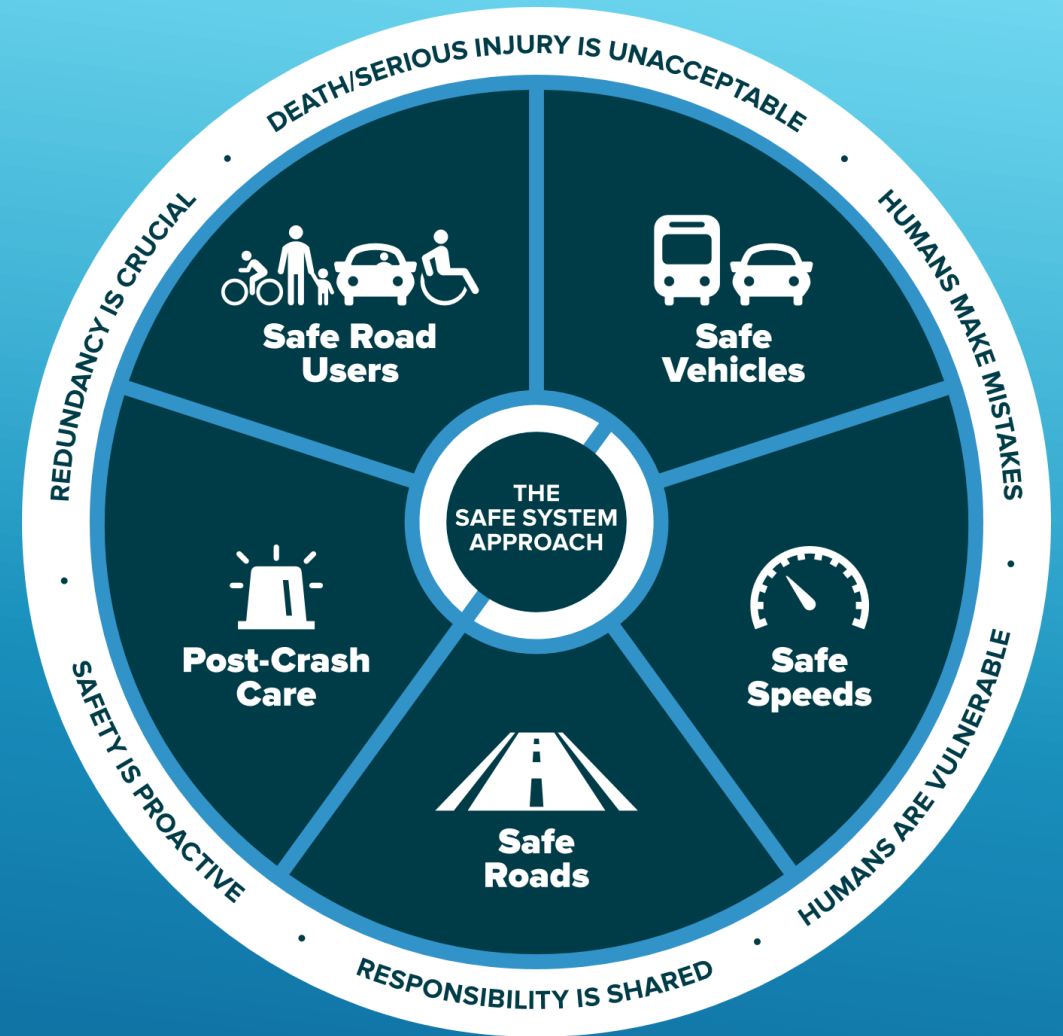 DEATH/SERIOUS INJURY IS UNACCEPTABLE
HUMANS MAKE MISTAKES
HUMANS ARE VULNERABLE
RESPONSIBILITY IS SHARED
SAFETY IS PROACTIVE
REDUNDANCY IS CRUCIAL
Safe Road
Users
Safe
Vehicles
Safe
Speeds
Safe
Roads
Post-Crash
Care
THE
SAFE SYSTEM
APPROACH